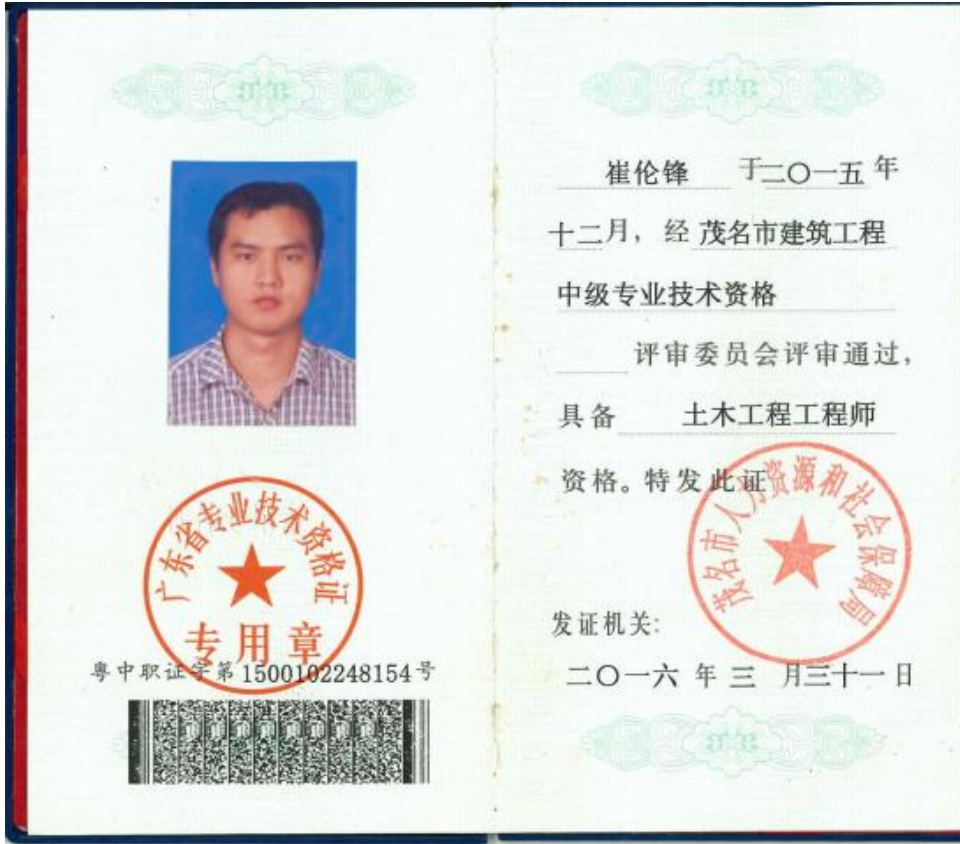 广东省专业技术资格证
专用章
粤中职证字第1500102248154号
崔伦锋 于二〇一五年
十二月，经 茂名市建筑工程
中级专业技术资格
评审委员会评审通过，
具备 土木工程工程师
资格。特发此证
茂名市人力资源和社会保障局
发证机关：
二〇一六年三月三十一日